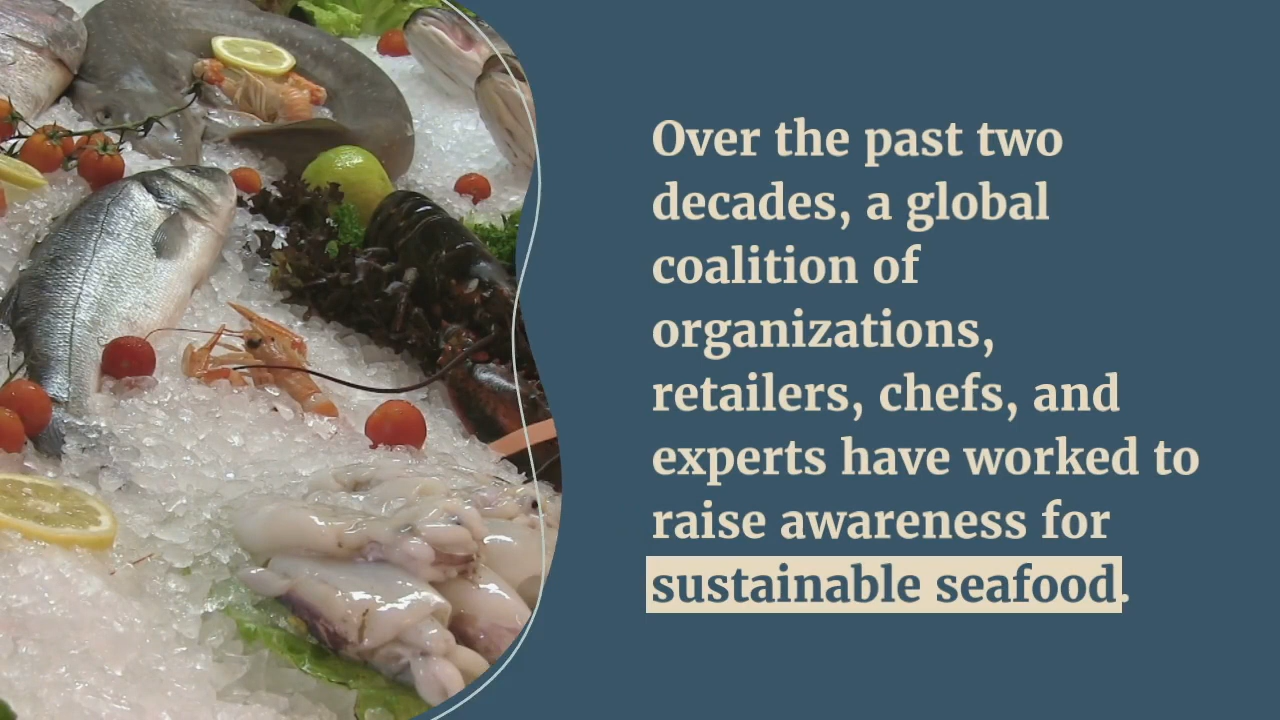 Over the past two
decades, a global
coalition of
organizations,
retailers, chefs, and
experts have worked to
raise awareness for
sustainable seafood.